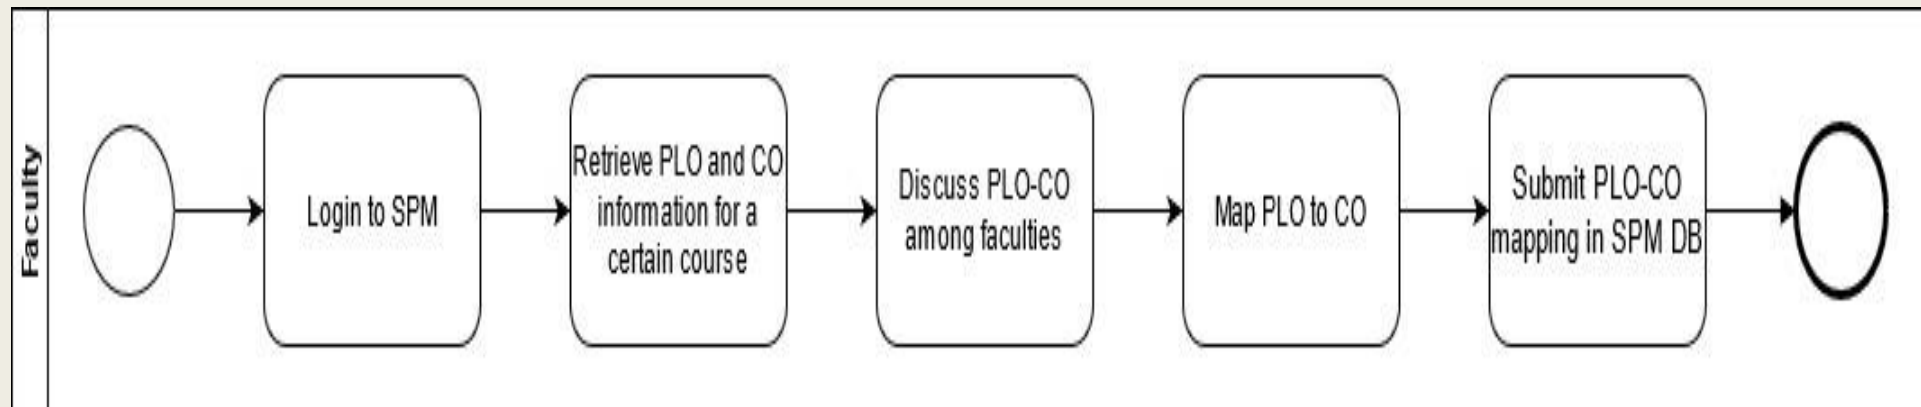 Faculty
Login to SPM
Retrieve PLO and CO
information for a
certain course
Discuss PLO-CO
among faculties
Map PLO to CO
Submit PLO-CO
mapping in SPM DB